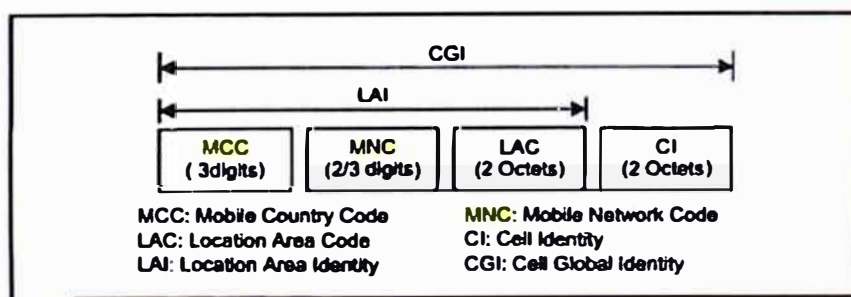 CGI
LAI
MCC MNC LAC CI
( 3digits) (2/3 digits) (2 Octets) (2 Octets)
MCC: Mobile Country Code MNC: Mobile Network Code
LAC: Location Area Code CI: Cell Identity
LAI: Location Area Identity CGI: Cell Global Identity